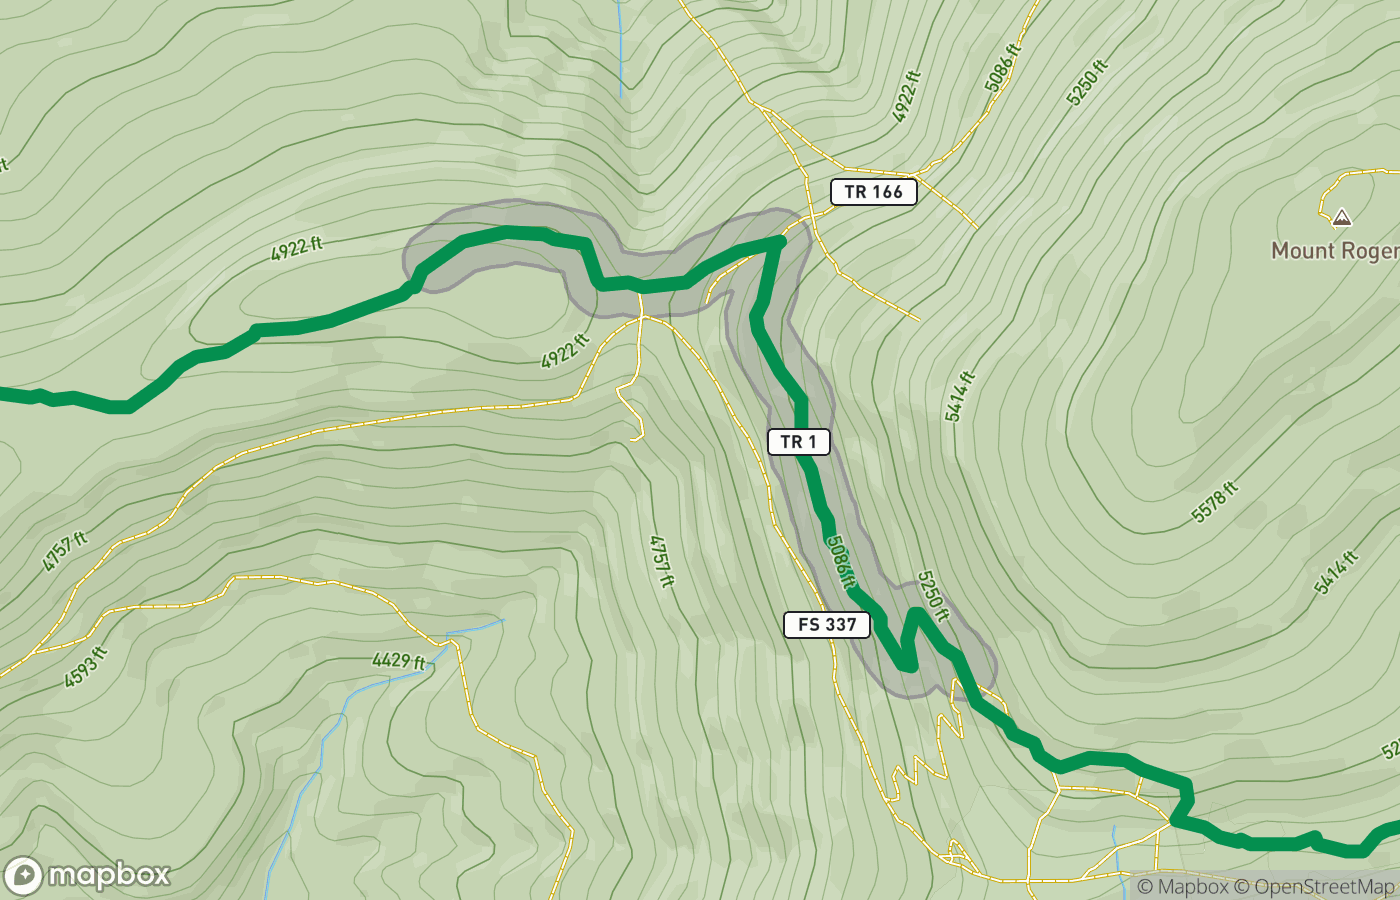 4922 ft
5086 ft
5250 ft
TR 166
4922 ft
Mount Roger
4922 ft
5414 ft
TR 1
5578 ft
4757 ft
4757 ft
5086 ft
5250 ft
5414 ft
FS 337
4593 ft
4429 ft
mapbox
© Mapbox © OpenStreetMap